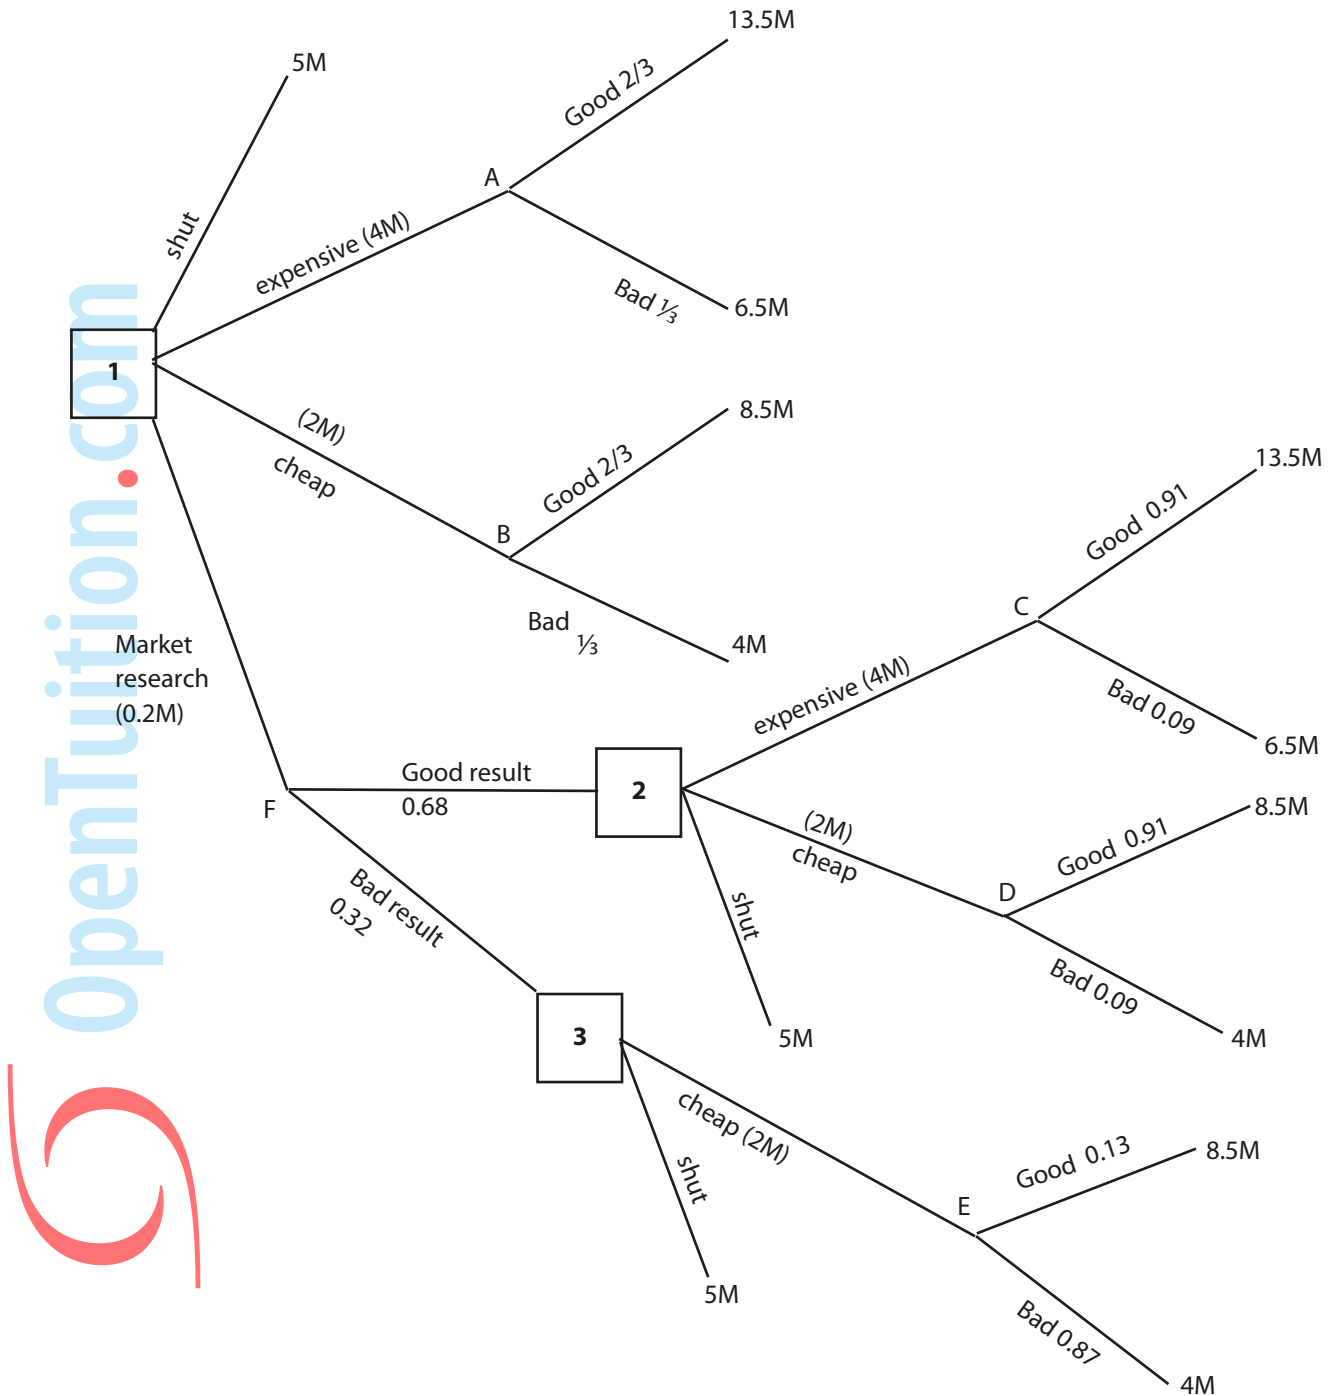 13.5M
5M
Good 2/3
A
shut
expensive (4M)
Bad ⅓
6.5M
1
(2M)
cheap
8.5M
Good 2/3
B
Bad
⅓
4M
13.5M
Good 0.91
C
Market
research
(0.2M)
expensive (4M)
Bad 0.09
6.5M
Good result
0.68
F
2
(2M)
cheap
8.5M
Good 0.91
D
Bad result
0.32
shut
Bad 0.09
5M
4M
3
cheap (2M)
shut
Good 0.13
8.5M
E
5M
Bad 0.87
4M
OpenTuition.com